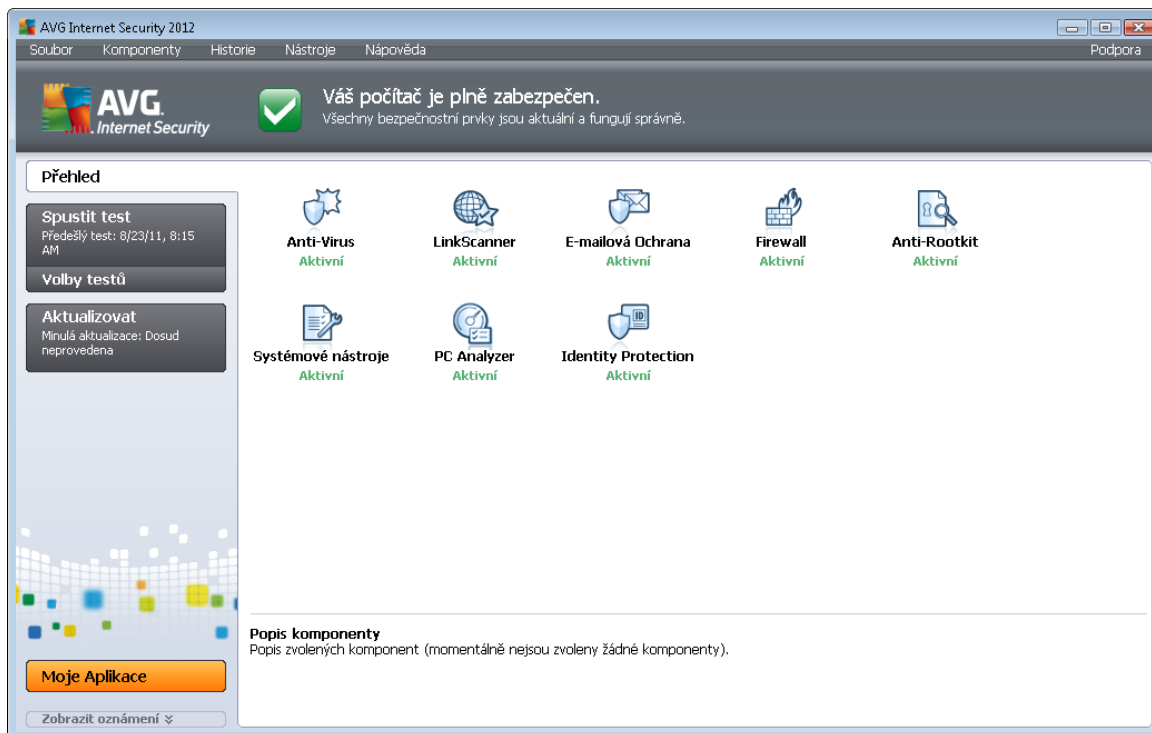 AVG Internet Security 2012
Soubor Komponenty Historie Nástroje Nápověda Podpora
AVG.
Internet Security
Váš počítač je plně zabezpečen.
Všechny bezpečnostní prvky jsou aktuální a fungují správně.
Přehled
Spustit test
Předešlý test: 8/23/11, 8:15
AM
Volby testů
Aktualizovat
Minulá aktualizace: Dosud
neprovedena
Anti-Virus
Aktivní
LinkScanner
Aktivní
E-mailová Ochrana
Aktivní
Firewall
Aktivní
Anti-Rootkit
Aktivní
Systémové nástroje
Aktivní
PC Analyzer
Aktivní
Identity Protection
Aktivní
Popis komponenty
Popis zvolených komponent (momentálně nejsou zvoleny žádné komponenty).
Moje Aplikace
Zobrazit oznámení